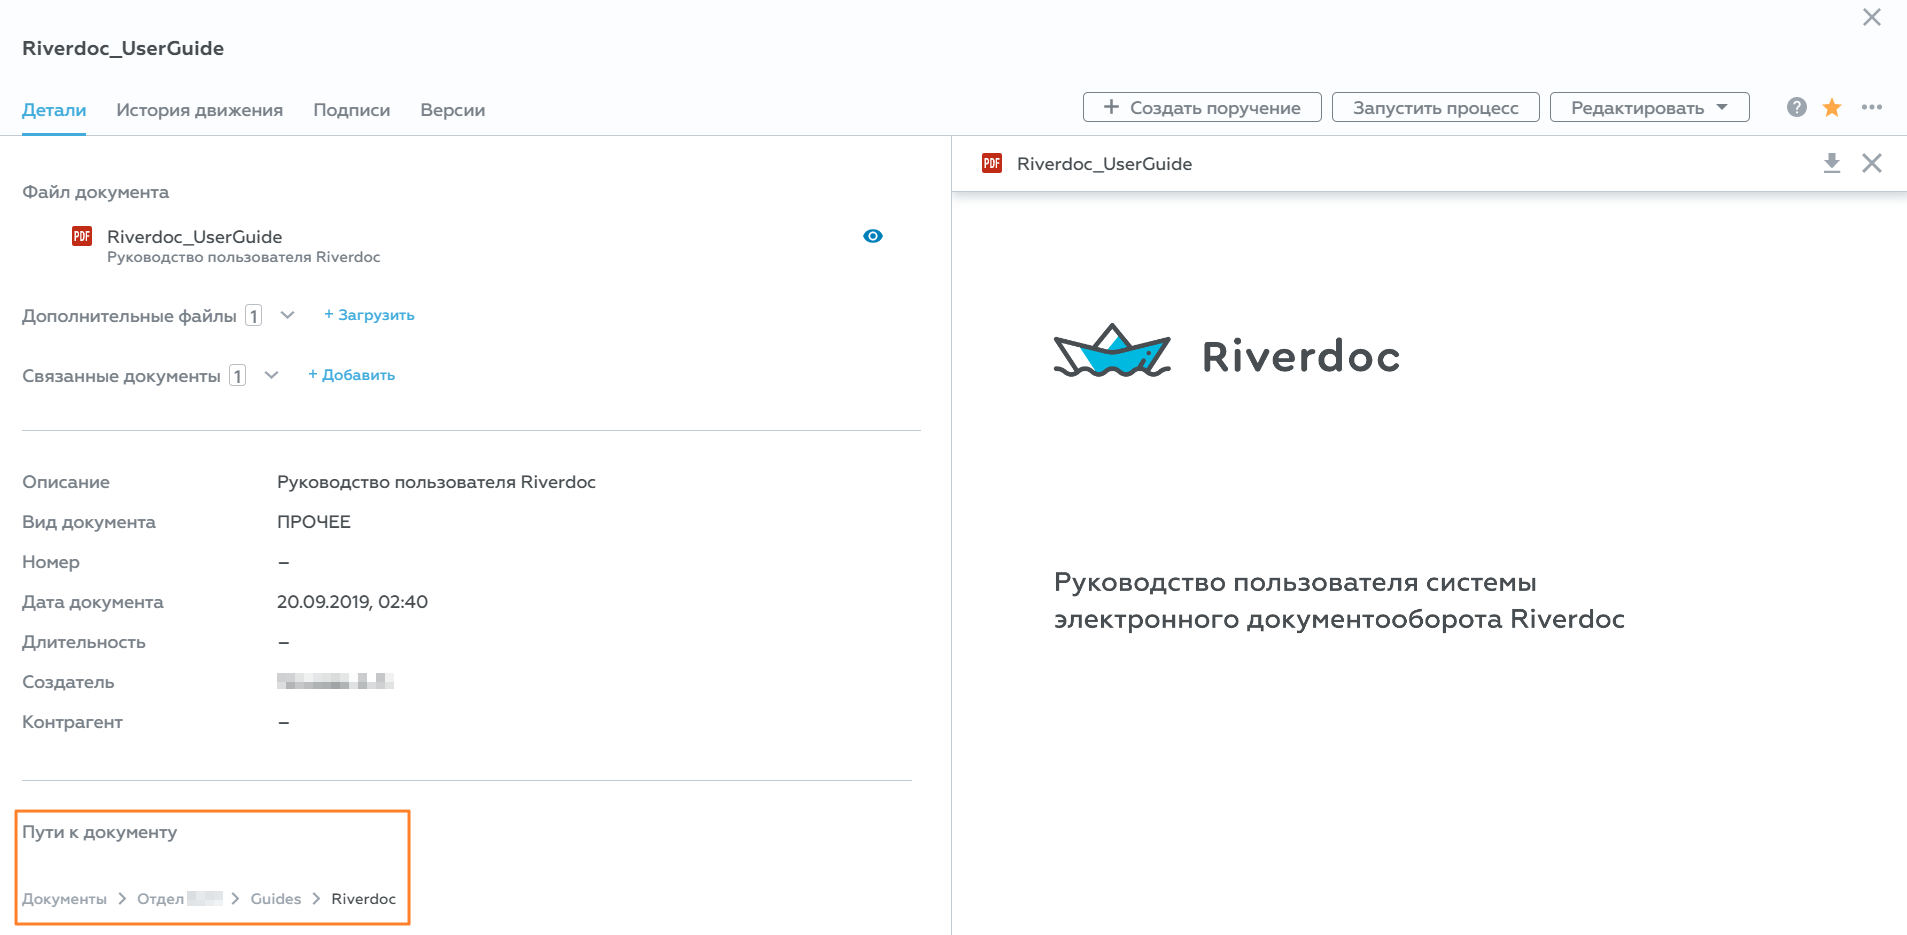 Riverdoc_UserGuide
Детали История движения Подписи Версии
+ Создать поручение Запустить процесс Редактировать ?
Файл документа
PDF Riverdoc_UserGuide
Руководство пользователя Riverdoc
Дополнительные файлы 1 + Загрузить
Связанные документы 1 + Добавить
Описание Руководство пользователя Riverdoc
Вид документа ПРОЧЕЕ
Номер –
Дата документа 20.09.2019, 02:40
Длительность –
Создатель
Контрагент –
Пути к документу
Документы > Отдел > Guides > Riverdoc
PDF Riverdoc_UserGuide
Riverdoc
Руководство пользователя системы
электронного документооборота Riverdoc